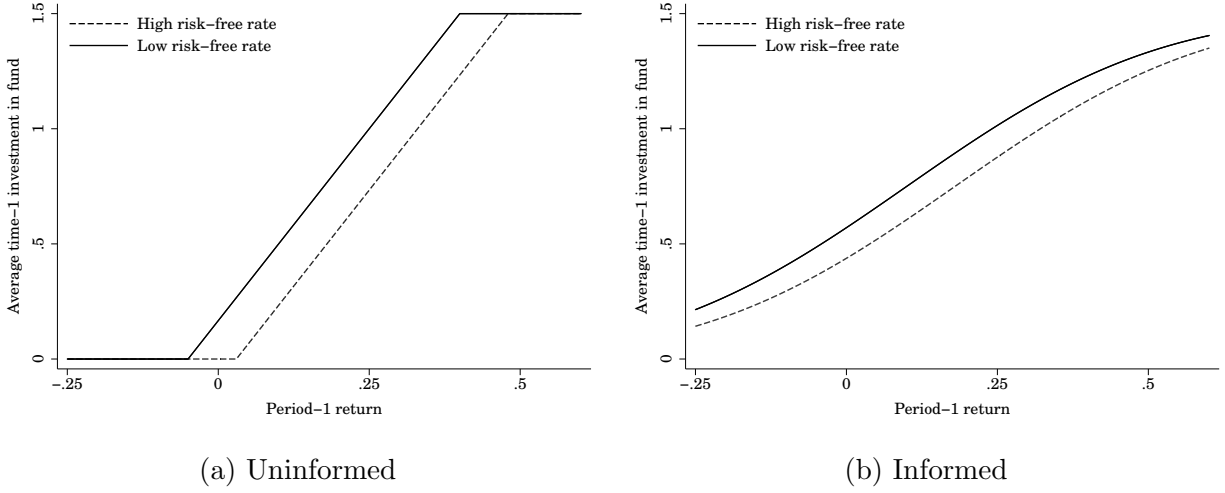 High risk−free rate
Low risk−free rate
Average time−1 investment in fund
1.5
1
.5
0
−.25
0
.25
.5
Period−1 return
(a) Uninformed
High risk−free rate
Low risk−free rate
Average time−1 investment in fund
1.5
1
.5
0
−.25
0
.25
.5
Period−1 return
(b) Informed